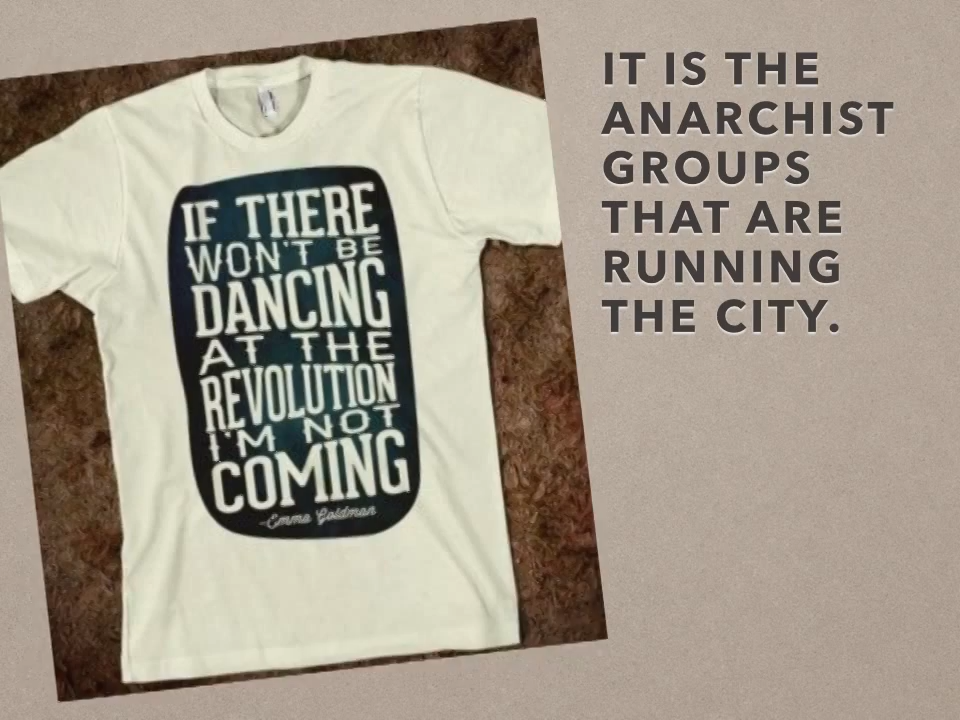 IF THERE
WON'T BE
DANCING
AT THE
REVOLUTION
I'M NOT
COMING
-Emma Goldman
IT IS THE
ANARCHIST
GROUPS
THAT ARE
RUNNING
THE CITY.